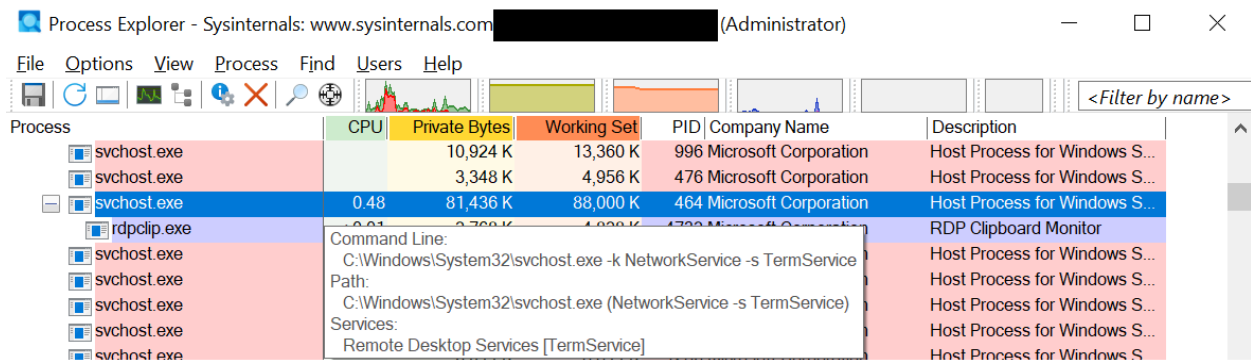 Process Explorer - Sysinternals: www.sysinternals.com (Administrator)
File Options View Process Find Users Help
<Filter by name>
Process CPU Private Bytes Working Set PID Company Name Description
svchost.exe 10,924 K 13,360 K 996 Microsoft Corporation Host Process for Windows S...
svchost.exe 3,348 K 4,956 K 476 Microsoft Corporation Host Process for Windows S...
svchost.exe 0.48 81,436 K 88,000 K 464 Microsoft Corporation Host Process for Windows S...
rdpclip.exe RDP Clipboard Monitor
Command Line:
svchost.exe Host Process for Windows S...
C:\Windows\System32\svchost.exe -k NetworkService -s TermService
Path:
svchost.exe Host Process for Windows S...
C:\Windows\System32\svchost.exe (NetworkService -s TermService)
svchost.exe Host Process for Windows S...
Services:
svchost.exe Host Process for Windows S...
Remote Desktop Services [TermService]
svchost.exe Host Process for Windows S...